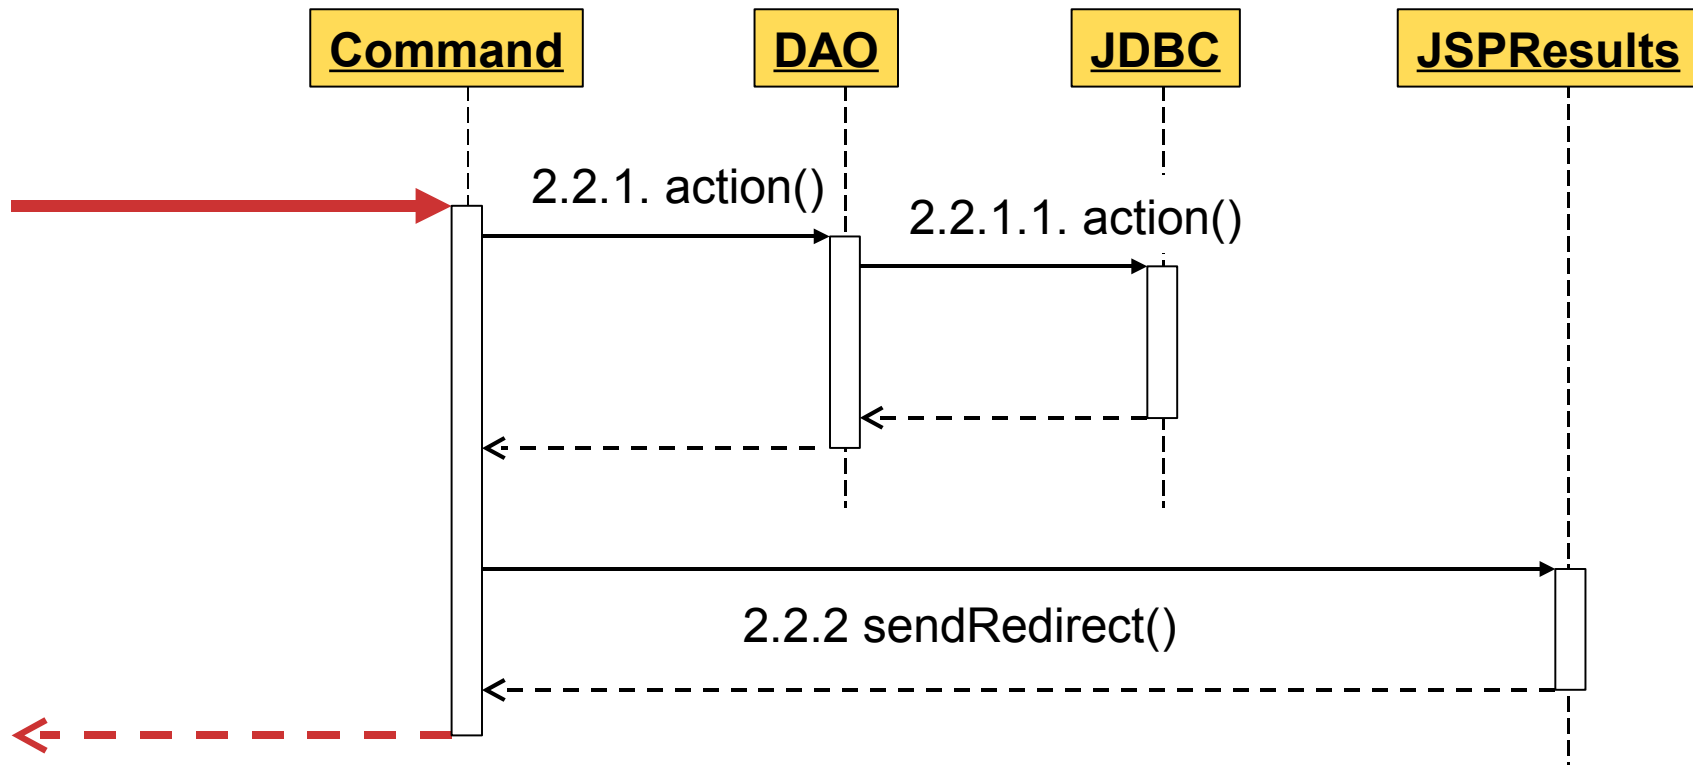 Command
DAO
JDBC
JSPResults
2.2.1. action()
2.2.1.1. action()
2.2.2 sendRedirect()